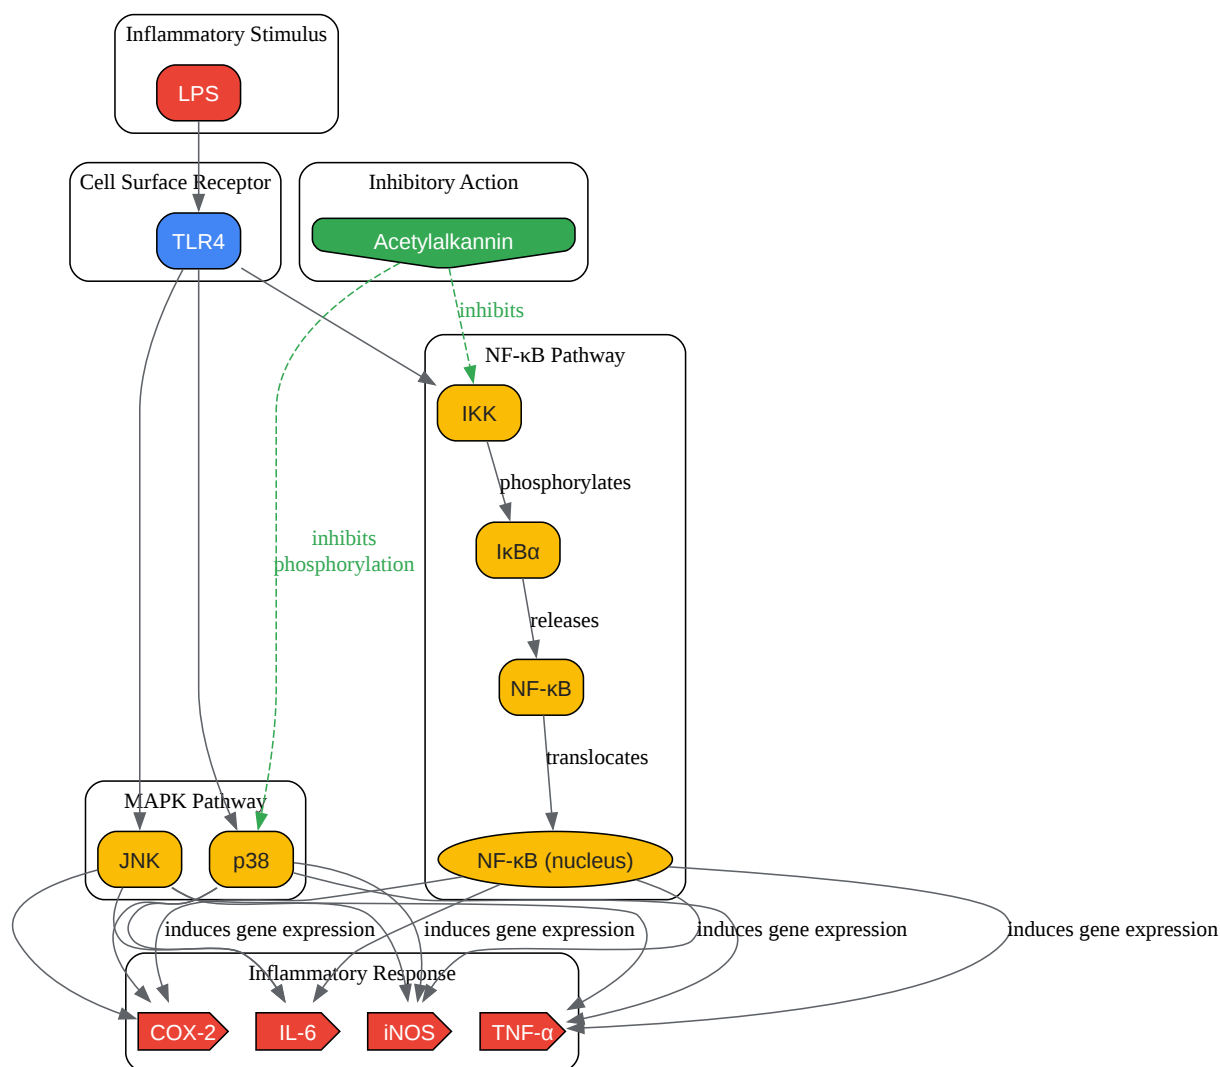 Inflammatory Stimulus
LPS
Cell Surface Receptor
Inhibitory Action
TLR4
Acetylalkannin
inhibits
NF-κB Pathway
IKK
phosphorylates
inhibits
phosphorylation
IκBα
releases
NF-κB
translocates
MAPK Pathway
JNK
p38
NF-κB (nucleus)
induces gene expression
induces gene expression
induces gene expression
induces gene expression
Inflammatory Response
COX-2
IL-6
iNOS
TNF-α